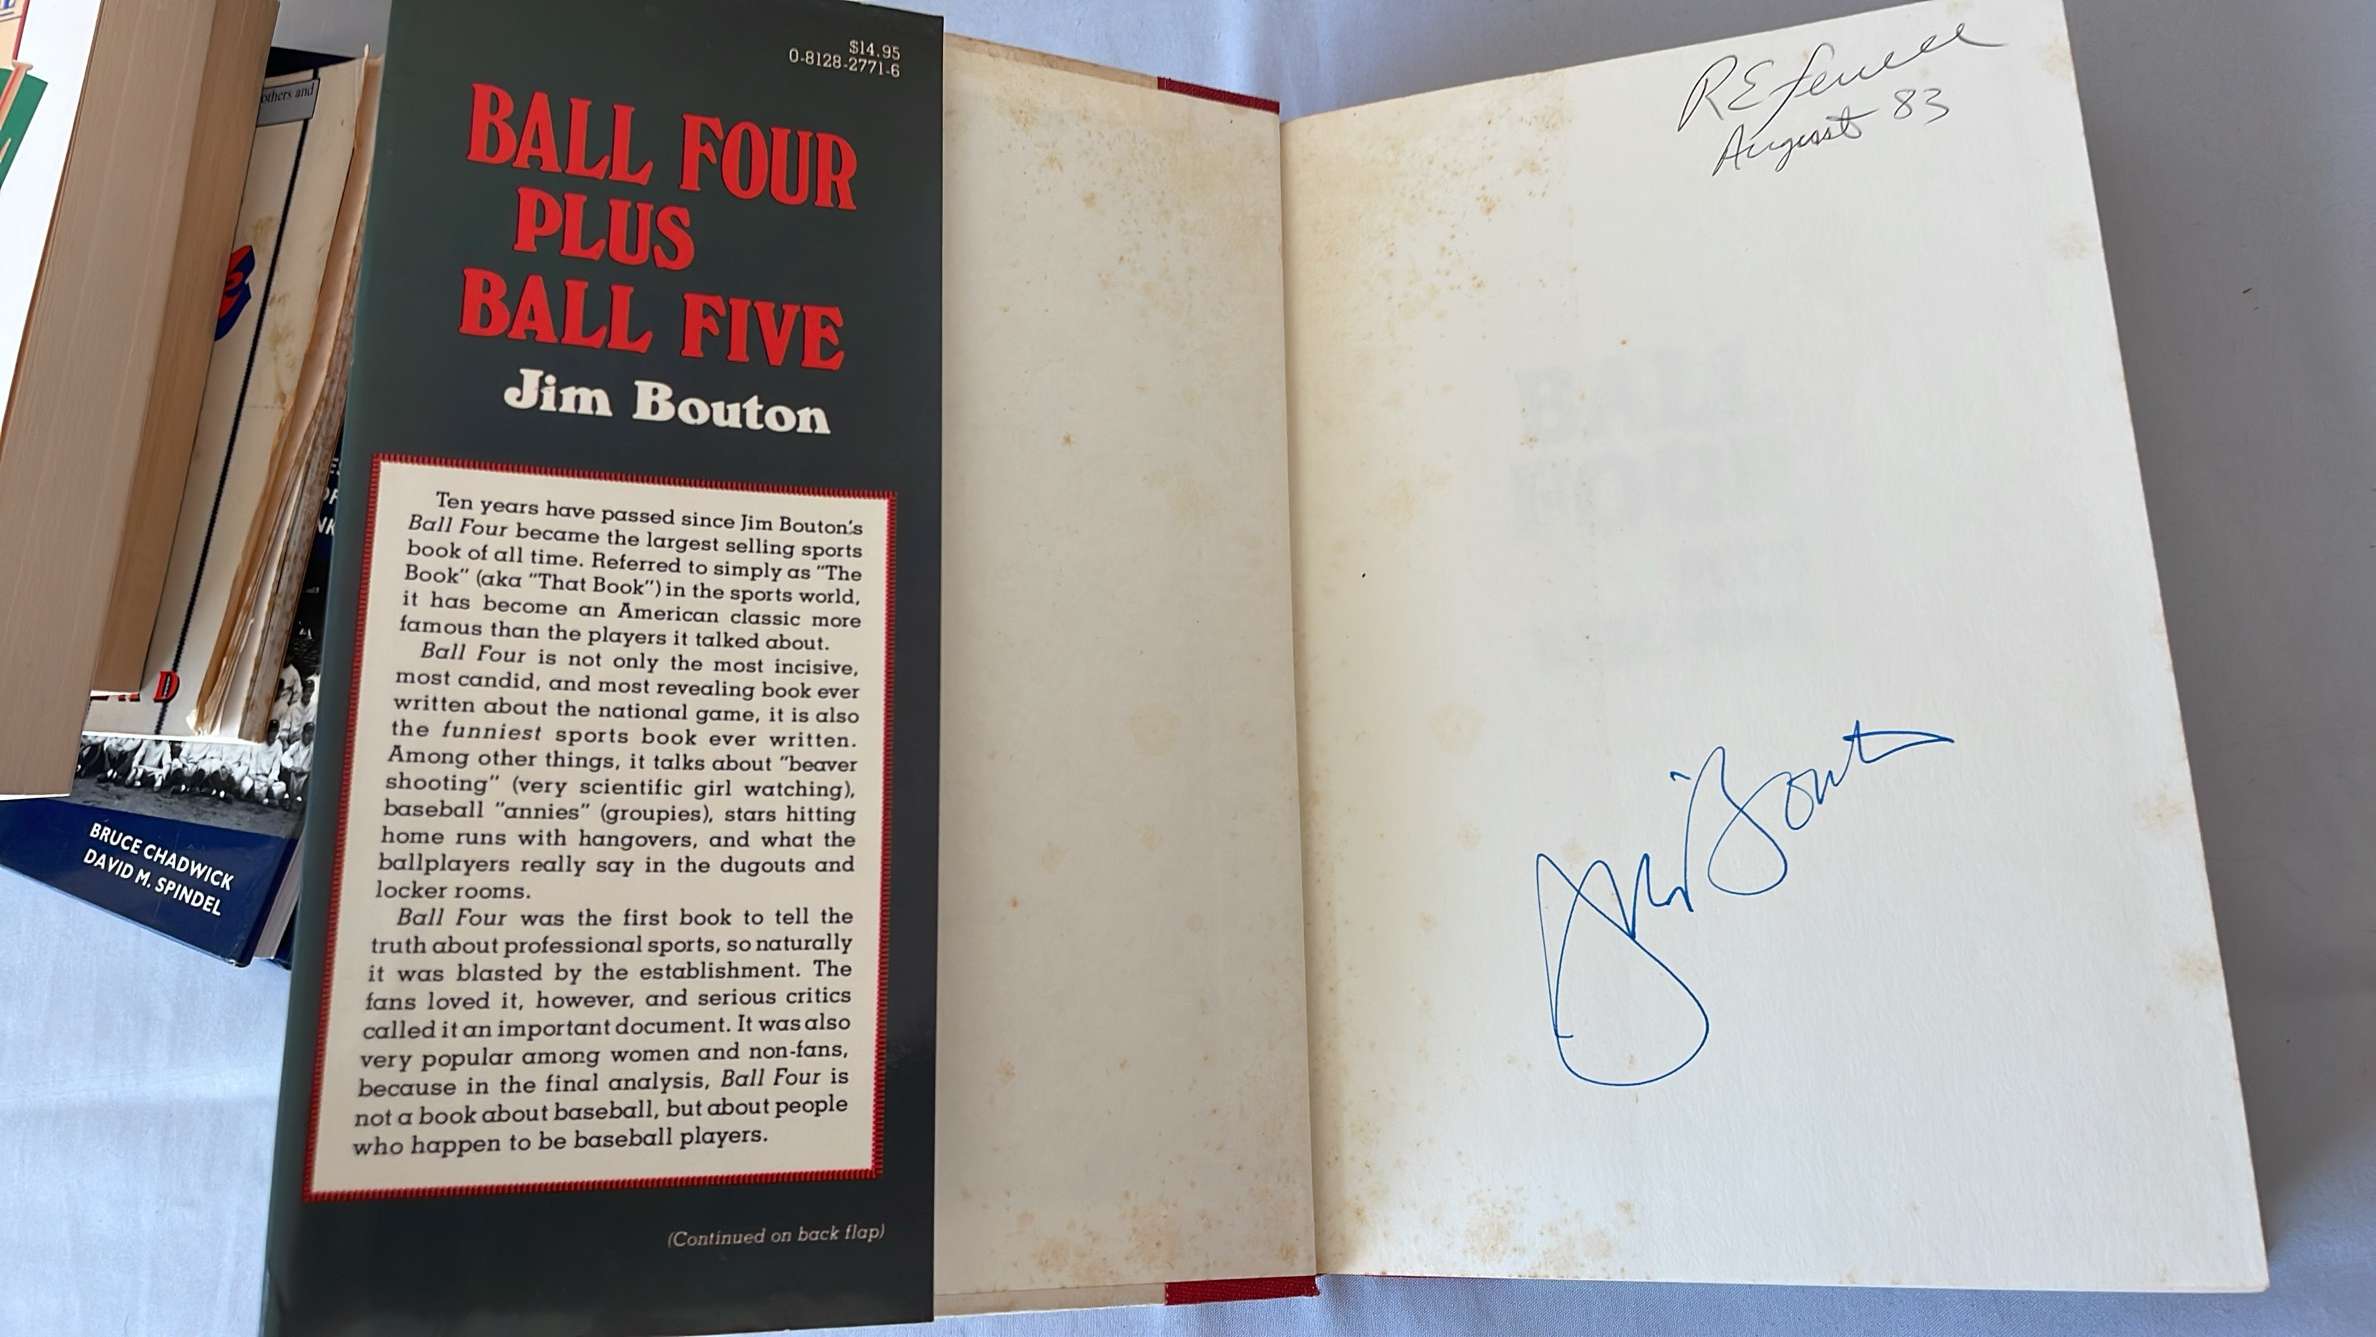 $14.95
0-8128-2771-6
BALL FOUR
PLUS
BALL FIVE
Jim Bouton
Ten years have passed since Jim Bouton's
Ball Four became the largest selling sports
book of all time. Referred to simply as "The
Book" (aka "That Book") in the sports world,
it has become an American classic more
famous than the players it talked about.
Ball Four is not only the most incisive,
most candid, and most revealing book ever
written about the national game, it is also
the funniest sports book ever written.
Among other things, it talks about "beaver
shooting" (very scientific girl watching),
baseball "annies" (groupies), stars hitting
home runs with hangovers, and what the
ballplayers really say in the dugouts and
locker rooms.
Ball Four was the first book to tell the
truth about professional sports, so naturally
it was blasted by the establishment. The
fans loved it, however, and serious critics
called it an important document. It was also
very popular among women and non-fans,
because in the final analysis, Ball Four is
not a book about baseball, but about people
who happen to be baseball players.
(Continued on back flap)
R E
August 83
Jim Bouton
others and
D
BRUCE CHADWICK
DAVID M. SPINDEL